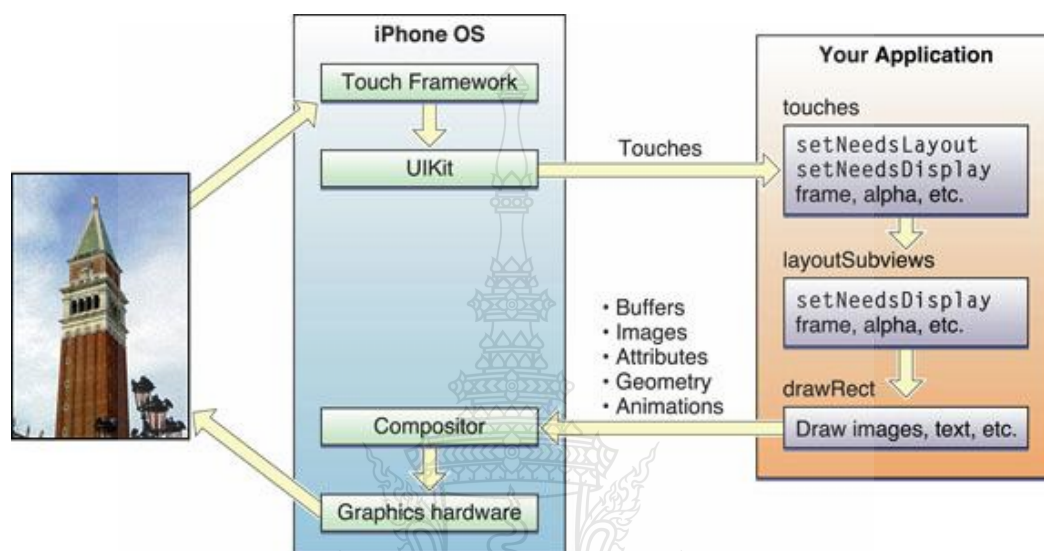 iPhone OS
Touch Framework
UIKit
Touches
Your Application
touches
setNeedsLayout
setNeedsDisplay
frame, alpha, etc.
layoutSubviews
setNeedsDisplay
frame, alpha, etc.
drawRect
Draw images, text, etc.
• Buffers
• Images
• Attributes
• Geometry
• Animations
Compositor
Graphics hardware